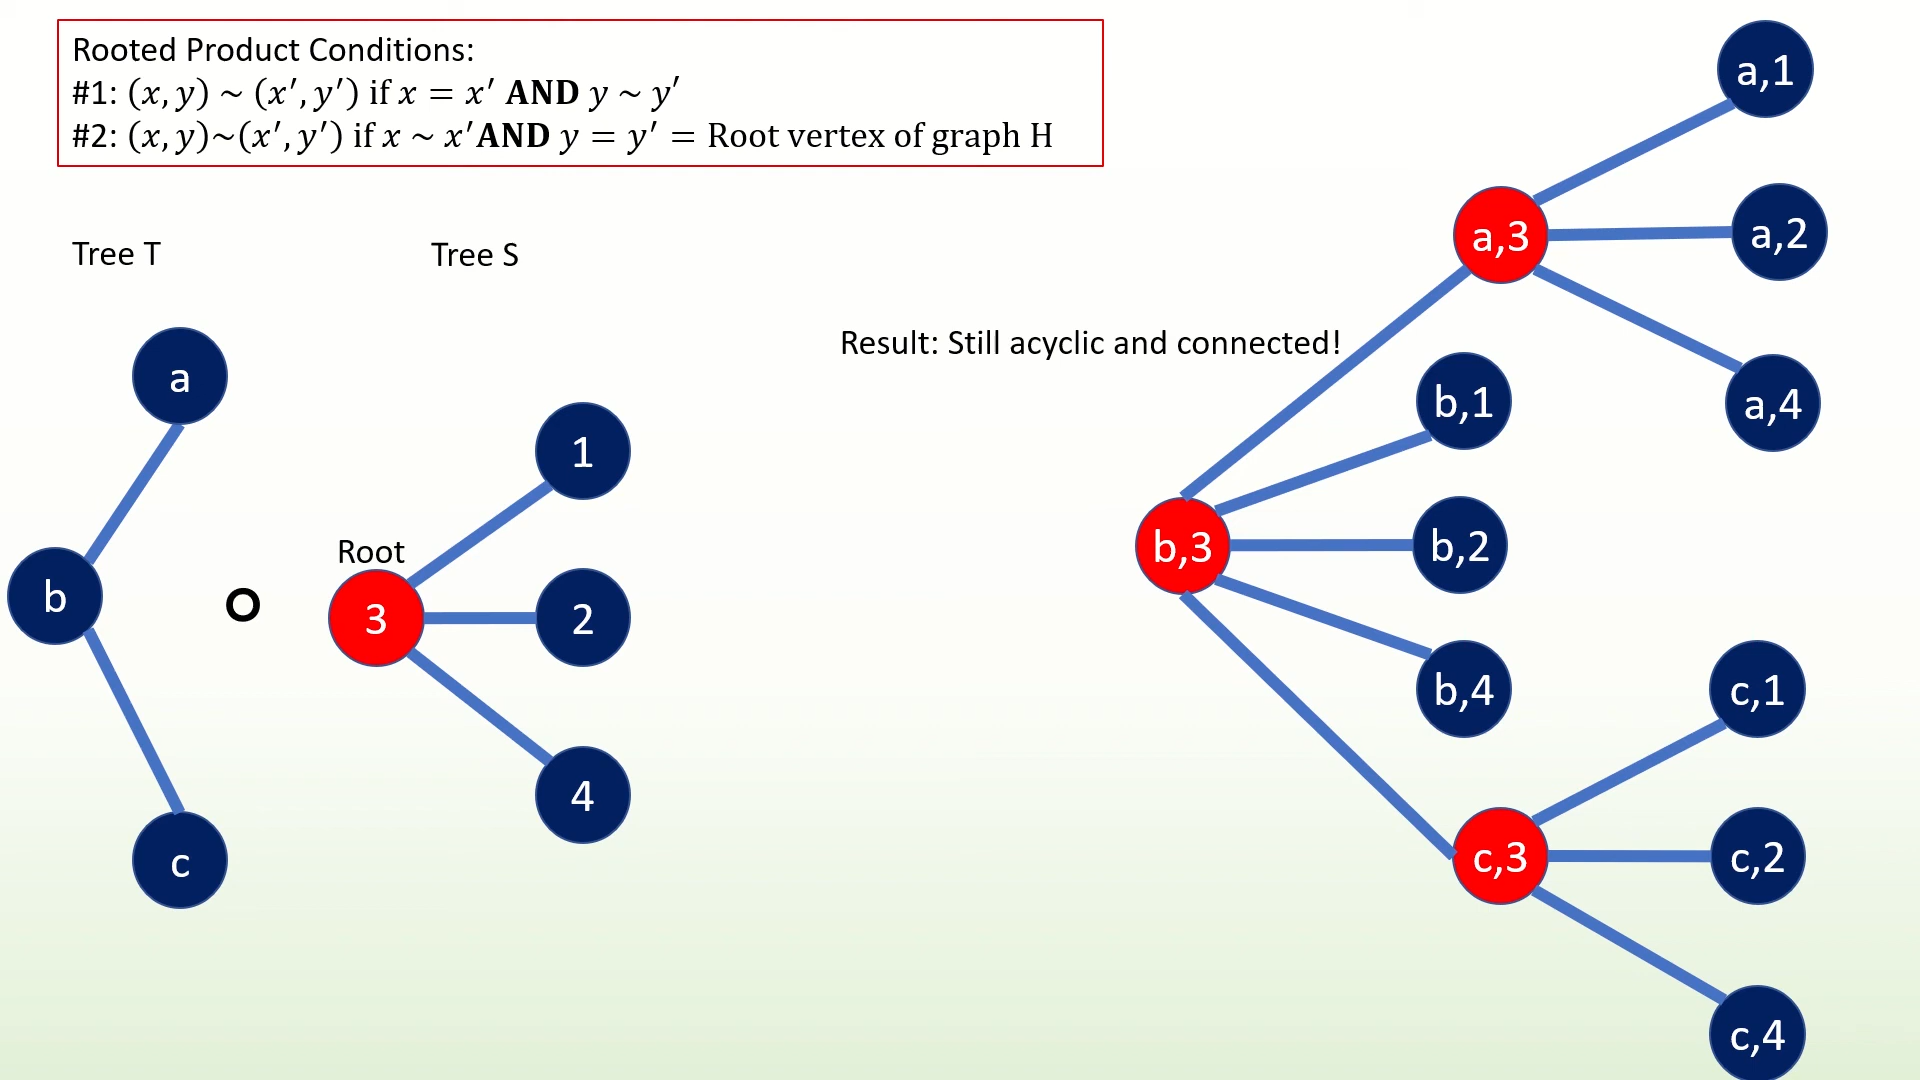 Rooted Product Conditions:
#1: (x, y) ~ (x′, y′) if x = x′ AND y ~ y′
#2: (x, y)~(x′, y′) if x ~ x′AND y = y′ = Root vertex of graph H
Tree T
Tree S
a
b
c
Root
3
1
2
4
Result: Still acyclic and connected!
a,1
a,3
a,2
a,4
b,1
b,3
b,2
b,4
c,1
c,3
c,2
c,4